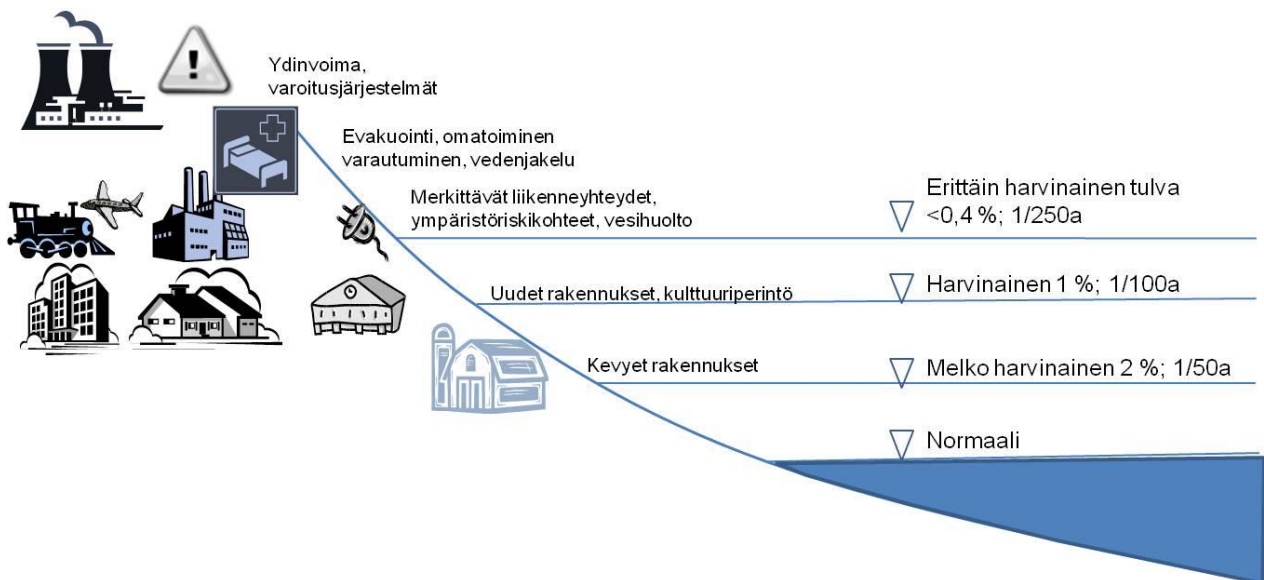 Ydinvoima,
varoitusjärjestelmät
Evakuointi, omatoiminen
varautuminen, vedenjakelu
Merkittävät liikenneyhteydet,
ympäristöriskikohteet, vesihuolto
Erittäin harvinainen tulva
<0,4 %; 1/250a
Uudet rakennukset, kulttuuriperintö
Harvinainen 1 %; 1/100a
Kevyet rakennukset
Melko harvinainen 2 %; 1/50a
Normaali